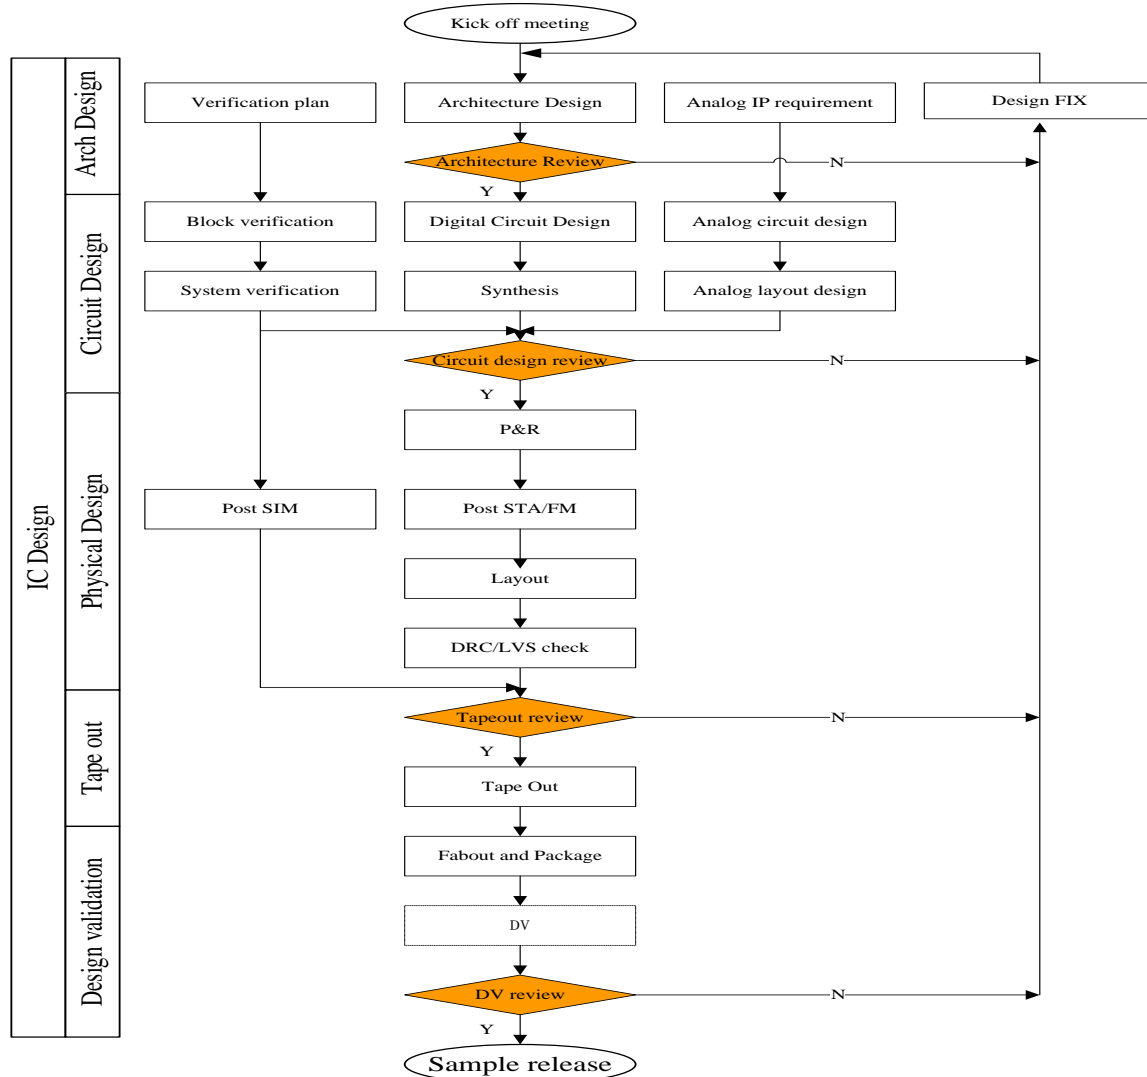 Kick off meeting
IC Design
Arch Design
Verification plan
Architecture Design
Analog IP requirement
Design FIX
Architecture Review
N
Y
Circuit Design
Block verification
Digital Circuit Design
Analog circuit design
System verification
Synthesis
Analog layout design
Circuit design review
N
Y
Physical Design
P&R
Post SIM
Post STA/FM
Layout
DRC/LVS check
Tape out
Tapeout review
N
Y
Tape Out
Design validation
Fabout and Package
DV
DV review
N
Y
Sample release